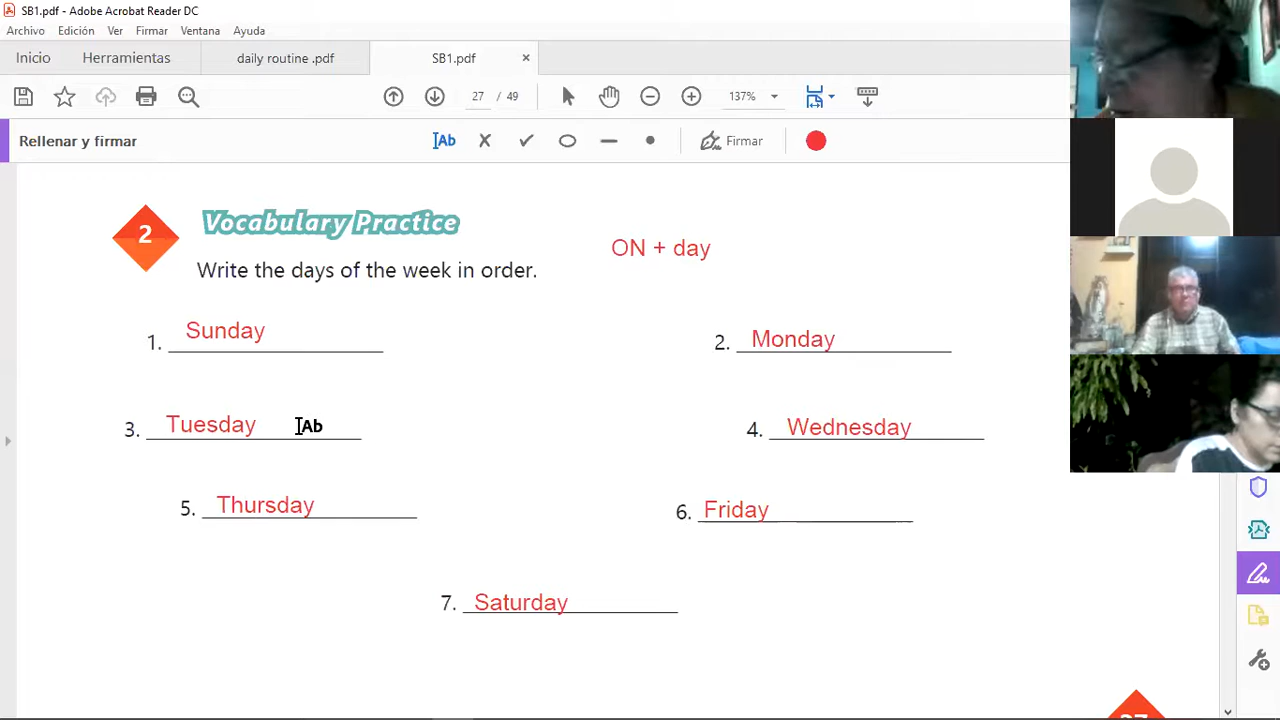 SB1.pdf - Adobe Acrobat Reader DC
Archivo Edición Ver Firmar Ventana Ayuda
Inicio Herramientas daily routine .pdf SB1.pdf ×
27 / 49 137%
Rellenar y firmar Ab Firmar
2 Vocabulary Practice
ON + day
Write the days of the week in order.
1. Sunday
2. Monday
3. Tuesday Ab
4. Wednesday
5. Thursday
6. Friday
7. Saturday